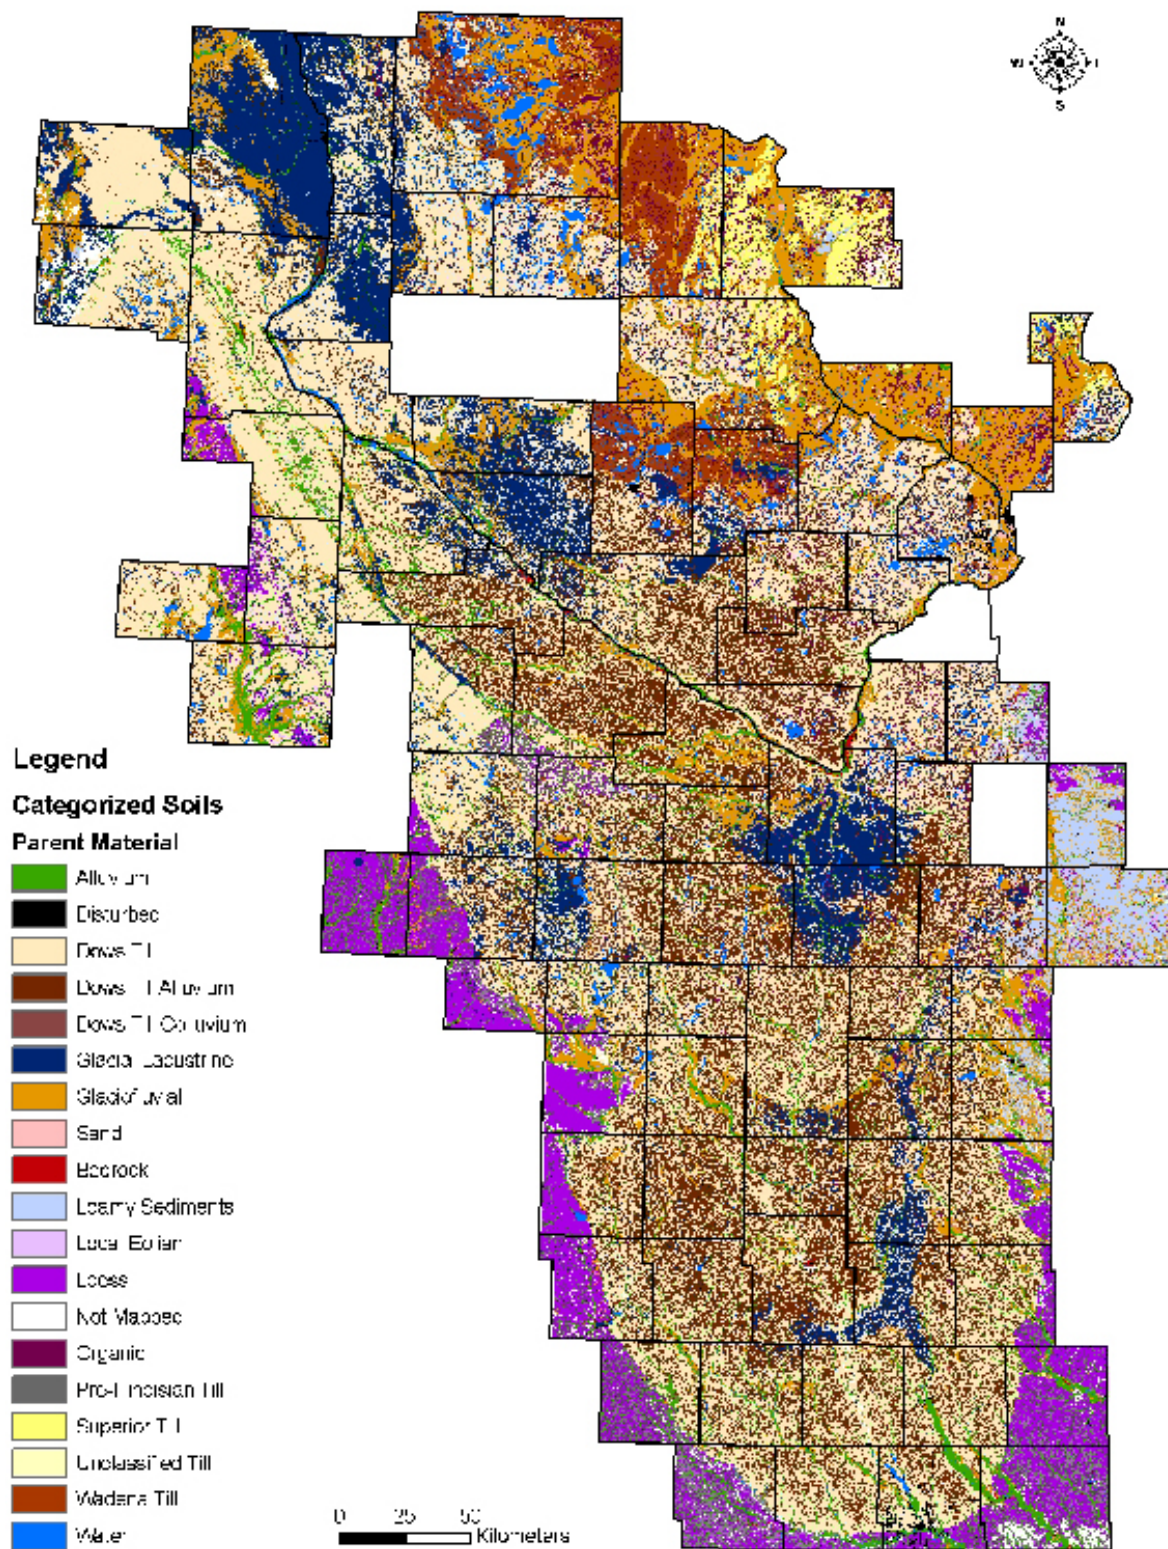 N
S
Legend
Categorized Soils
Parent Material
Alluvium
Disturbed
Dows Till
Dows Till Alluvium
Dows Till Colluvium
Glacial Lacustrine
Glaciofluvial
Sand
Bedrock
Loamy Sediments
Local Eolian
Loess
Not Mapped
Organic
Pre-Illinoisian Till
Superior Till
Unclassified Till
Wadena Till
Water
0 25 50
Kilometers